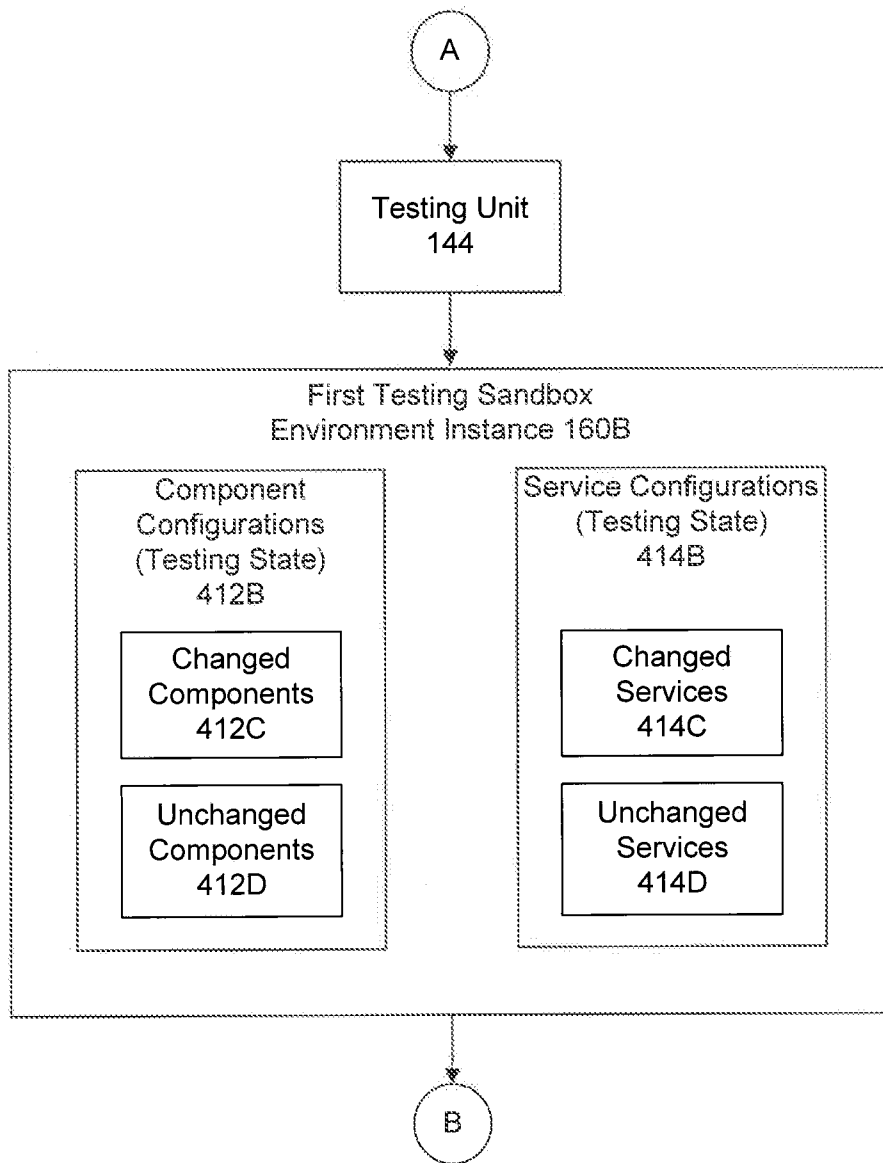 A
Testing Unit
144
First Testing Sandbox
Environment Instance 160B
Component
Configurations
(Testing State)
412B
Changed
Components
412C
Unchanged
Components
412D
Service Configurations
(Testing State)
414B
Changed
Services
414C
Unchanged
Services
414D
B